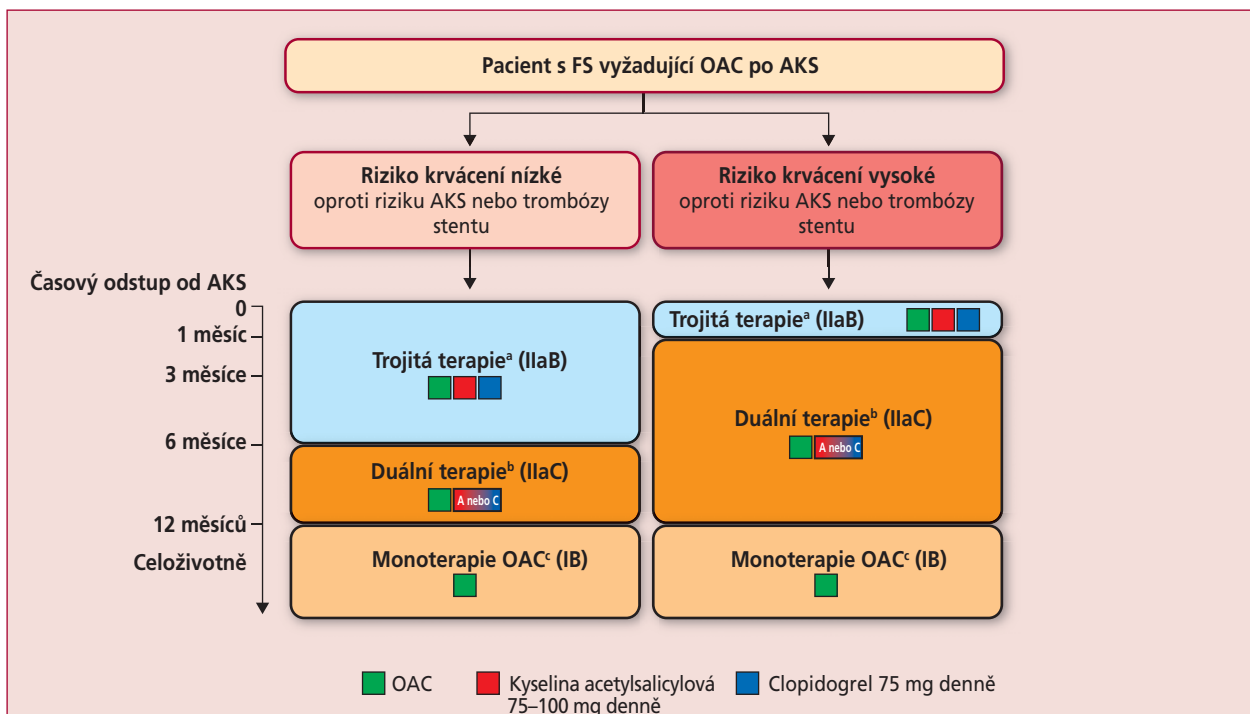 Pacient s FS vyžadující OAC po AKS
Riziko krvácení nízké
oproti riziku AKS nebo trombózy
stentu
Riziko krvácení vysoké
oproti riziku AKS nebo trombózy
stentu
Časový odstup od AKS
0
1 měsíc
3 měsíce
6 měsíce
12 měsíců
Celoživotně
Trojitá terapieᵃ (IIaB)
Duální terapieᵇ (IIaC)
A nebo C
Monoterapie OACᶜ (IB)
Trojitá terapieᵃ (IIaB)
Duální terapieᵇ (IIaC)
A nebo C
Monoterapie OACᶜ (IB)
OAC
Kyselina acetylsalicylová
75–100 mg denně
Clopidogrel 75 mg denně